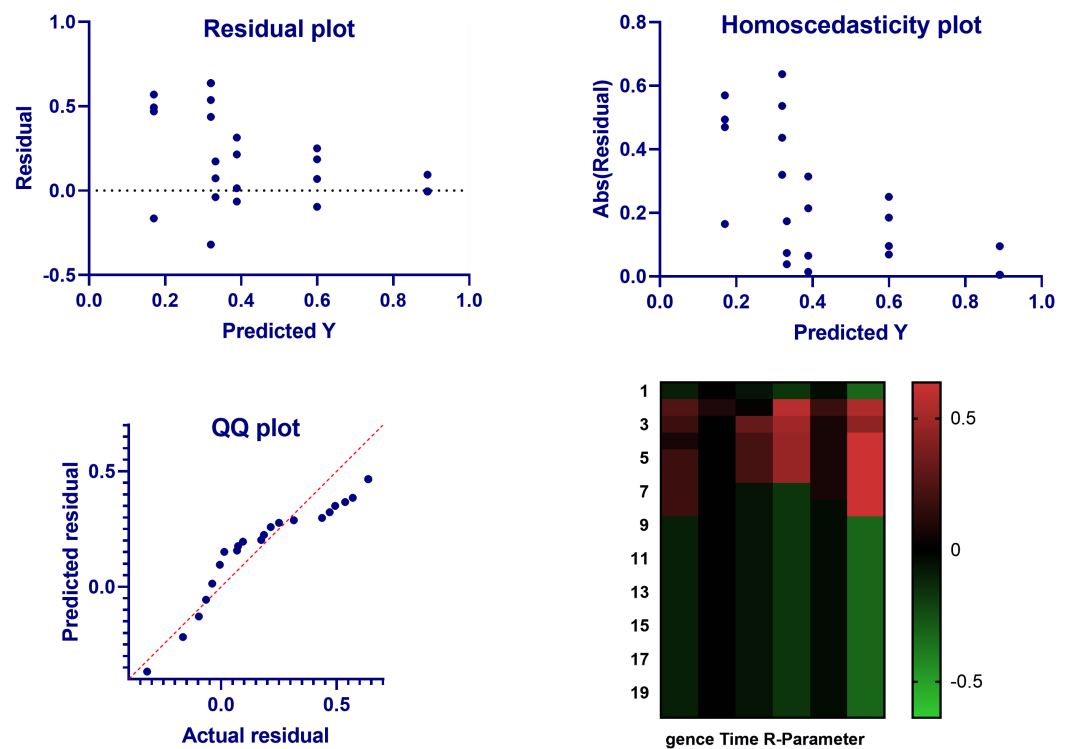 Residual plot
1.0
0.5
0.0
-0.5
Residual
0.0 0.2 0.4 0.6 0.8 1.0
Predicted Y
Homoscedasticity plot
0.8
0.6
0.4
0.2
0.0
Abs(Residual)
0.0 0.2 0.4 0.6 0.8 1.0
Predicted Y
QQ plot
0.5
0.0
Predicted residual
0.0 0.5
Actual residual
1
3
5
7
9
11
13
15
17
19
0.5
0
-0.5
gence Time R-Parameter